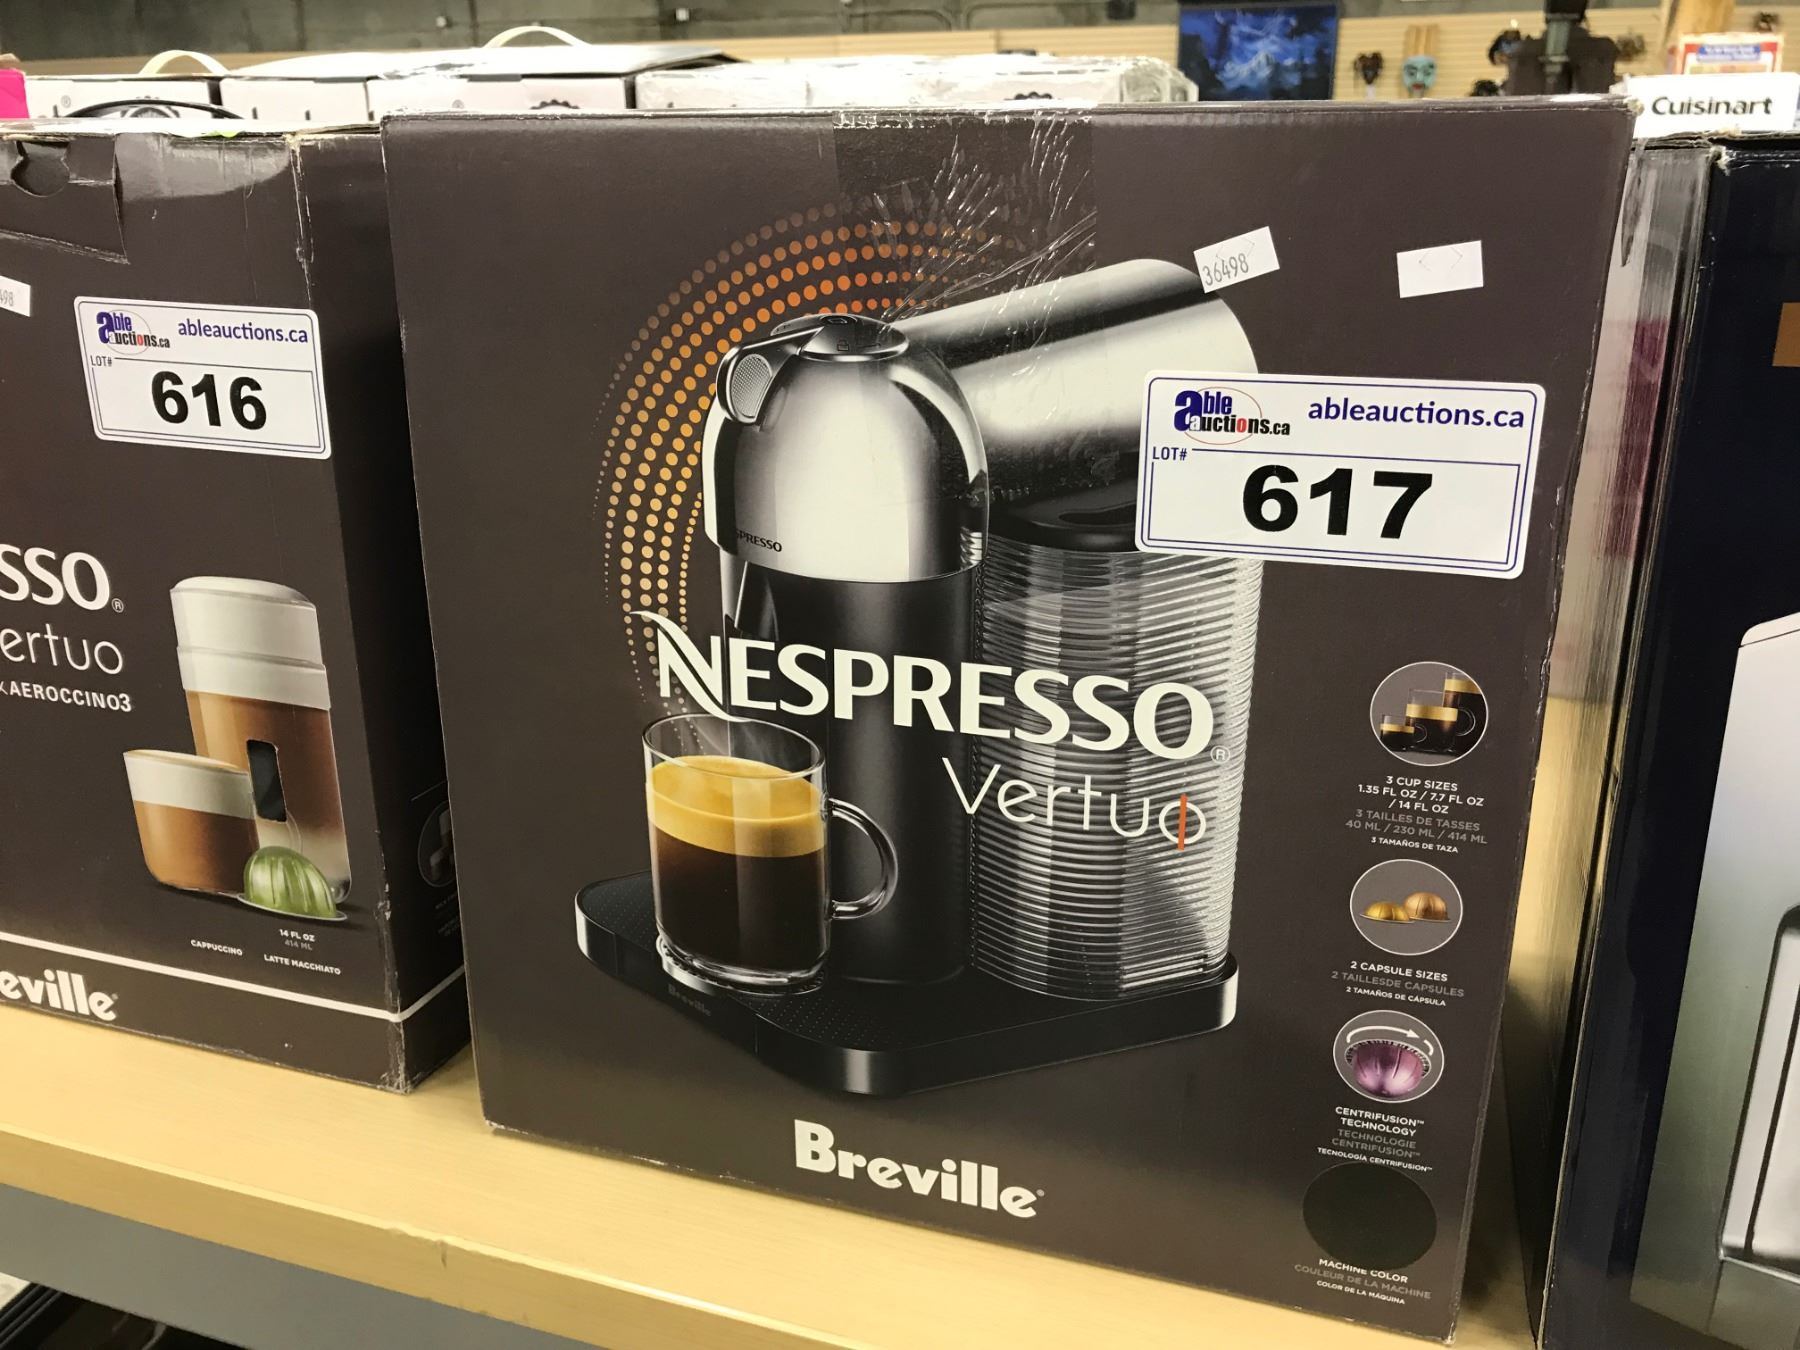 Cuisinart
498
able
auctions.ca
ableauctions.ca
LOT#
616
SSO®
ertuo
AEROCCINO3
CAPPUCCINO
14 FL OZ
414 ML
LATTE MACCHIATO
eville
36498
able
auctions.ca
ableauctions.ca
LOT#
617
SPRESSO
NESPRESSO®
Vertuo
Breville
3 CUP SIZES
1.35 FL OZ / 7.7 FL OZ
/ 14 FL OZ
3 TAILLES DE TASSES
40 ML / 230 ML / 414 ML
3 TAMAÑOS DE TAZA
2 CAPSULE SIZES
2 TAILLESDE CAPSULES
2 TAMAÑOS DE CÁPSULA
CENTRIFUSION™
TECHNOLOGY
TECHNOLOGIE
CENTRIFUSION™
TECNOLOGÍA CENTRIFUSION™
MACHINE COLOR
COULEUR DE LA MACHINE
COLOR DE LA MÁQUINA
Breville